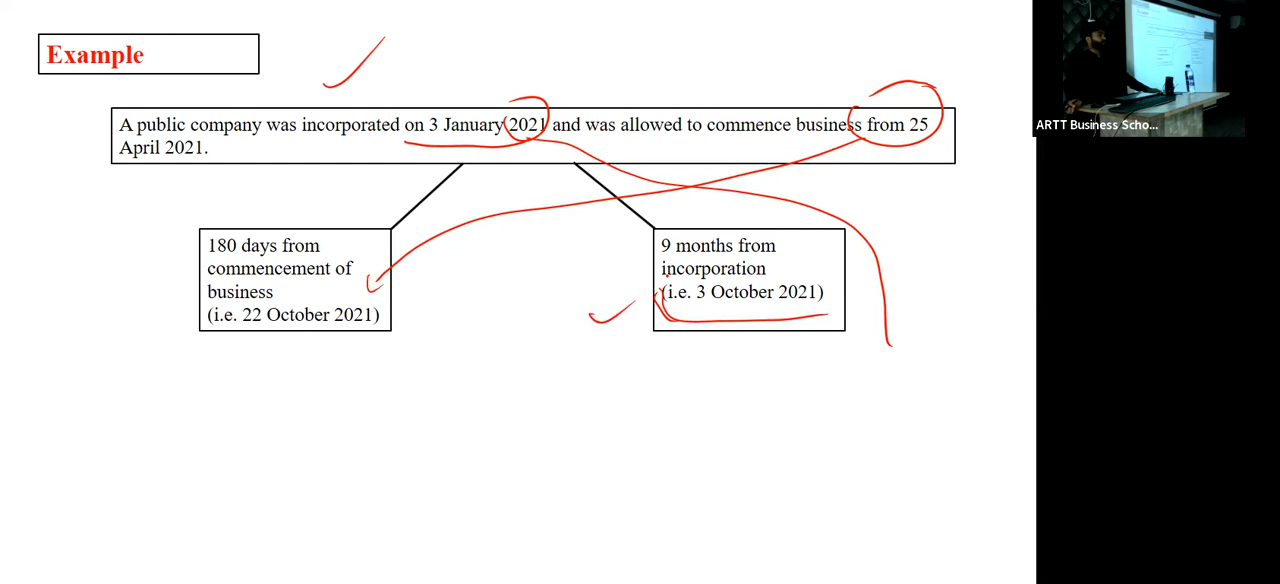 Example
A public company was incorporated on 3 January 2021 and was allowed to commence business from 25
April 2021.
180 days from
commencement of
business
(i.e. 22 October 2021)
9 months from
incorporation
(i.e. 3 October 2021)
ARTT Business Scho...